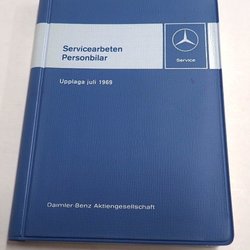 Servicearbeten
Personbilar
Upplaga juli 1969
Service
Daimler-Benz Aktiengesellschaft